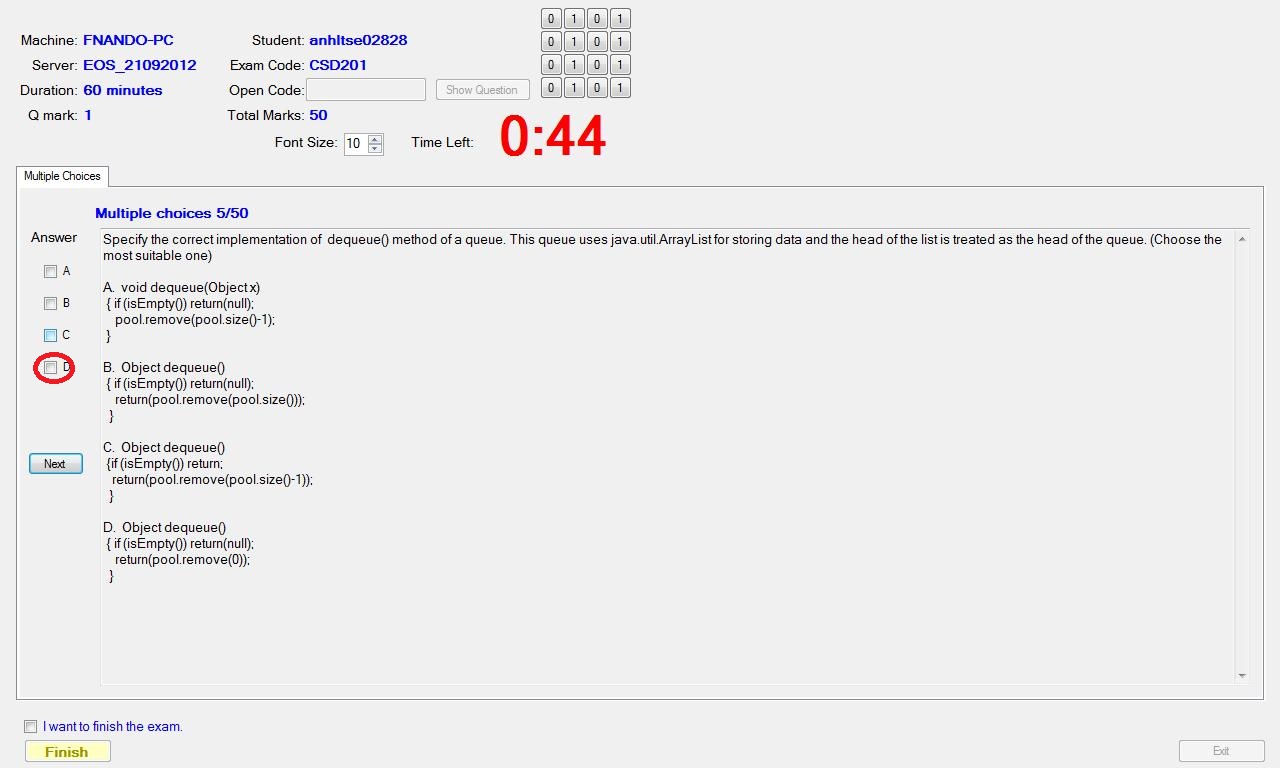 Machine: FNANDO-PC
Student: anhltse02828
0 1 0 1
0 1 0 1
0 1 0 1
0 1 0 1
Server: EOS_21092012
Exam Code: CSD201
Duration: 60 minutes
Open Code:
Show Question
Q mark: 1
Total Marks: 50
Font Size: 10
Time Left: 0:44
Multiple Choices
Multiple choices 5/50
Answer
A
B
C
D
Next
Specify the correct implementation of  dequeue() method of a queue. This queue uses java.util.ArrayList for storing data and the head of the list is treated as the head of the queue. (Choose the
most suitable one)
A.  void dequeue(Object x)
{ if (isEmpty()) return(null);
pool.remove(pool.size()-1);
}
B.  Object dequeue()
{ if (isEmpty()) return(null);
return(pool.remove(pool.size()));
}
C.  Object dequeue()
{if (isEmpty()) return;
return(pool.remove(pool.size()-1));
}
D.  Object dequeue()
{ if (isEmpty()) return(null);
return(pool.remove(0));
}
I want to finish the exam.
Finish
Exit